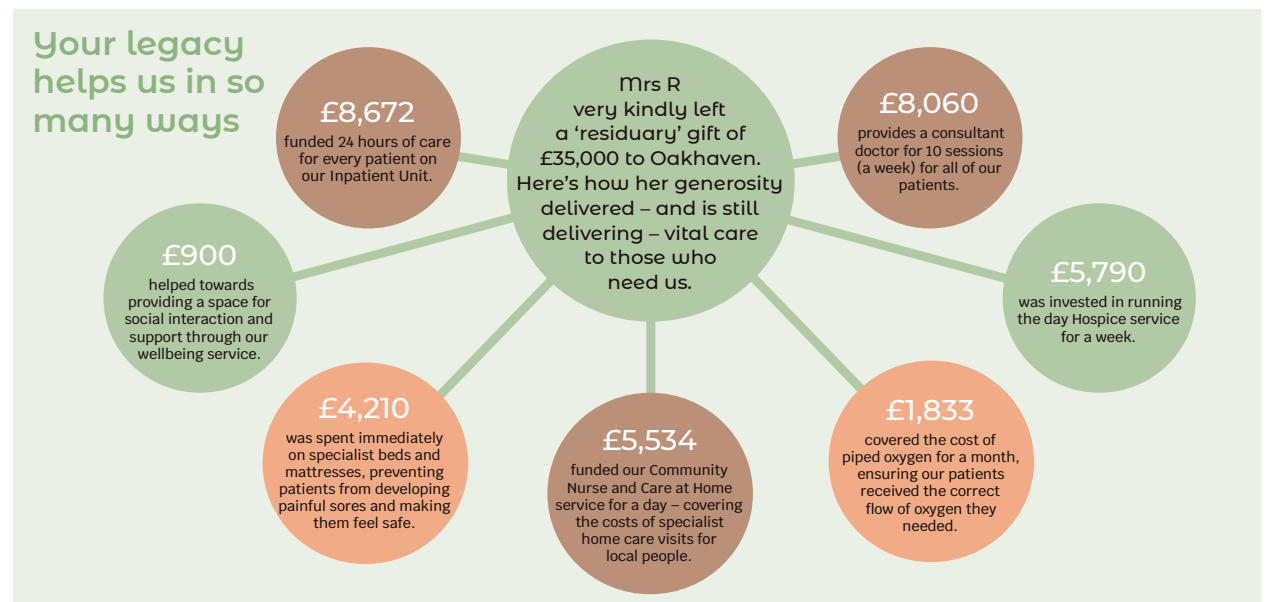 Your legacy
helps us in so
many ways
Mrs R
very kindly left
a ‘residuary’ gift of
£35,000 to Oakhaven.
Here’s how her generosity
delivered – and is still
delivering – vital care
to those who
need us.
£8,672
funded 24 hours of care
for every patient on
our Inpatient Unit.
£8,060
provides a consultant
doctor for 10 sessions
(a week) for all of our
patients.
£900
helped towards
providing a space for
social interaction and
support through our
wellbeing service.
£5,790
was invested in running
the day Hospice service
for a week.
£4,210
was spent immediately
on specialist beds and
mattresses, preventing
patients from developing
painful sores and making
them feel safe.
£5,534
funded our Community
Nurse and Care at Home
service for a day – covering
the costs of specialist
home care visits for
local people.
£1,833
covered the cost of
piped oxygen for a month,
ensuring our patients
received the correct
flow of oxygen they
needed.